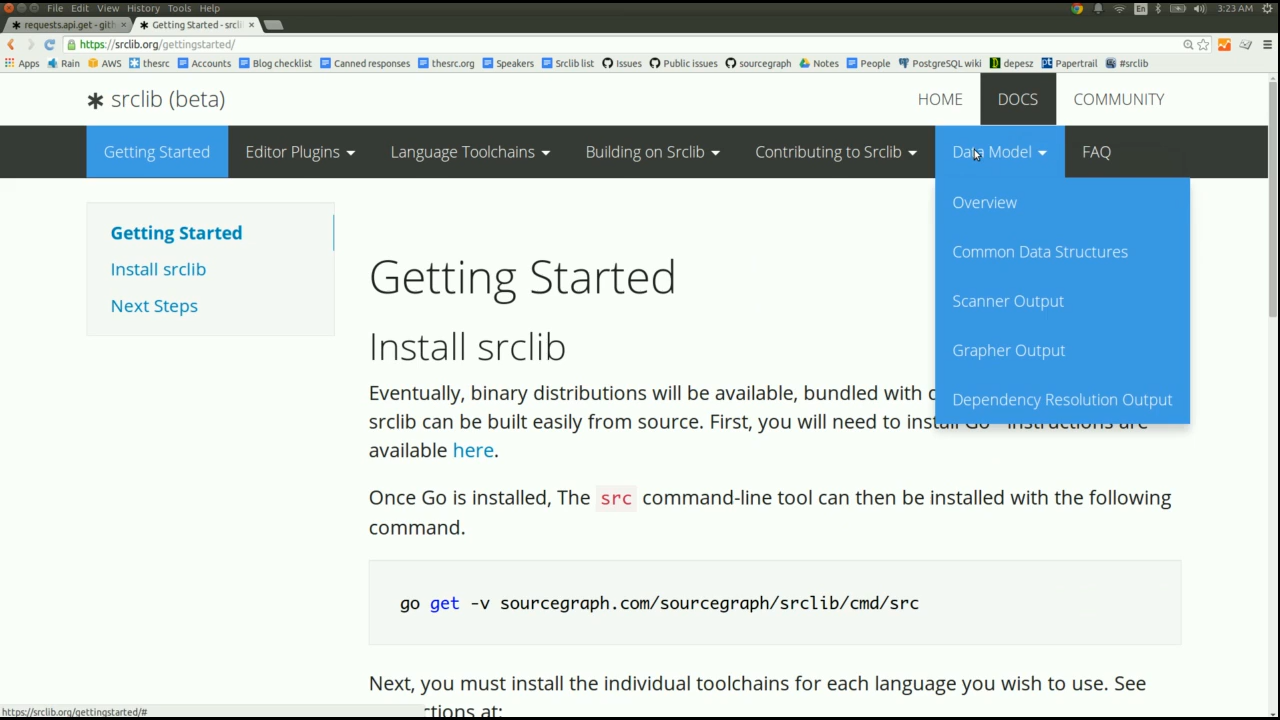 File Edit View History Tools Help
En 3:23 AM
requests.api.get - gith × Getting Started - srcli ×
https://srclib.org/gettingstarted/
Apps Rain AWS thesrc Accounts Blog checklist Canned responses thesrc.org Speakers Srclib list Issues Public issues sourcegraph Notes People PostgreSQL wiki depesz Papertrail #srclib
srclib (beta) HOME DOCS COMMUNITY
Getting Started Editor Plugins Language Toolchains Building on Srclib Contributing to Srclib Data Model FAQ
Overview
Common Data Structures
Scanner Output
Grapher Output
Dependency Resolution Output
Getting Started
Install srclib
Next Steps
Getting Started
Install srclib
Eventually, binary distributions will be available, bundled with
srclib can be built easily from source. First, you will need to install Go - instructions are
available here.
Once Go is installed, The src command-line tool can then be installed with the following
command.
go get -v sourcegraph.com/sourcegraph/srclib/cmd/src
Next, you must install the individual toolchains for each language you wish to use. See
ctions at:
https://srclib.org/gettingstarted/#